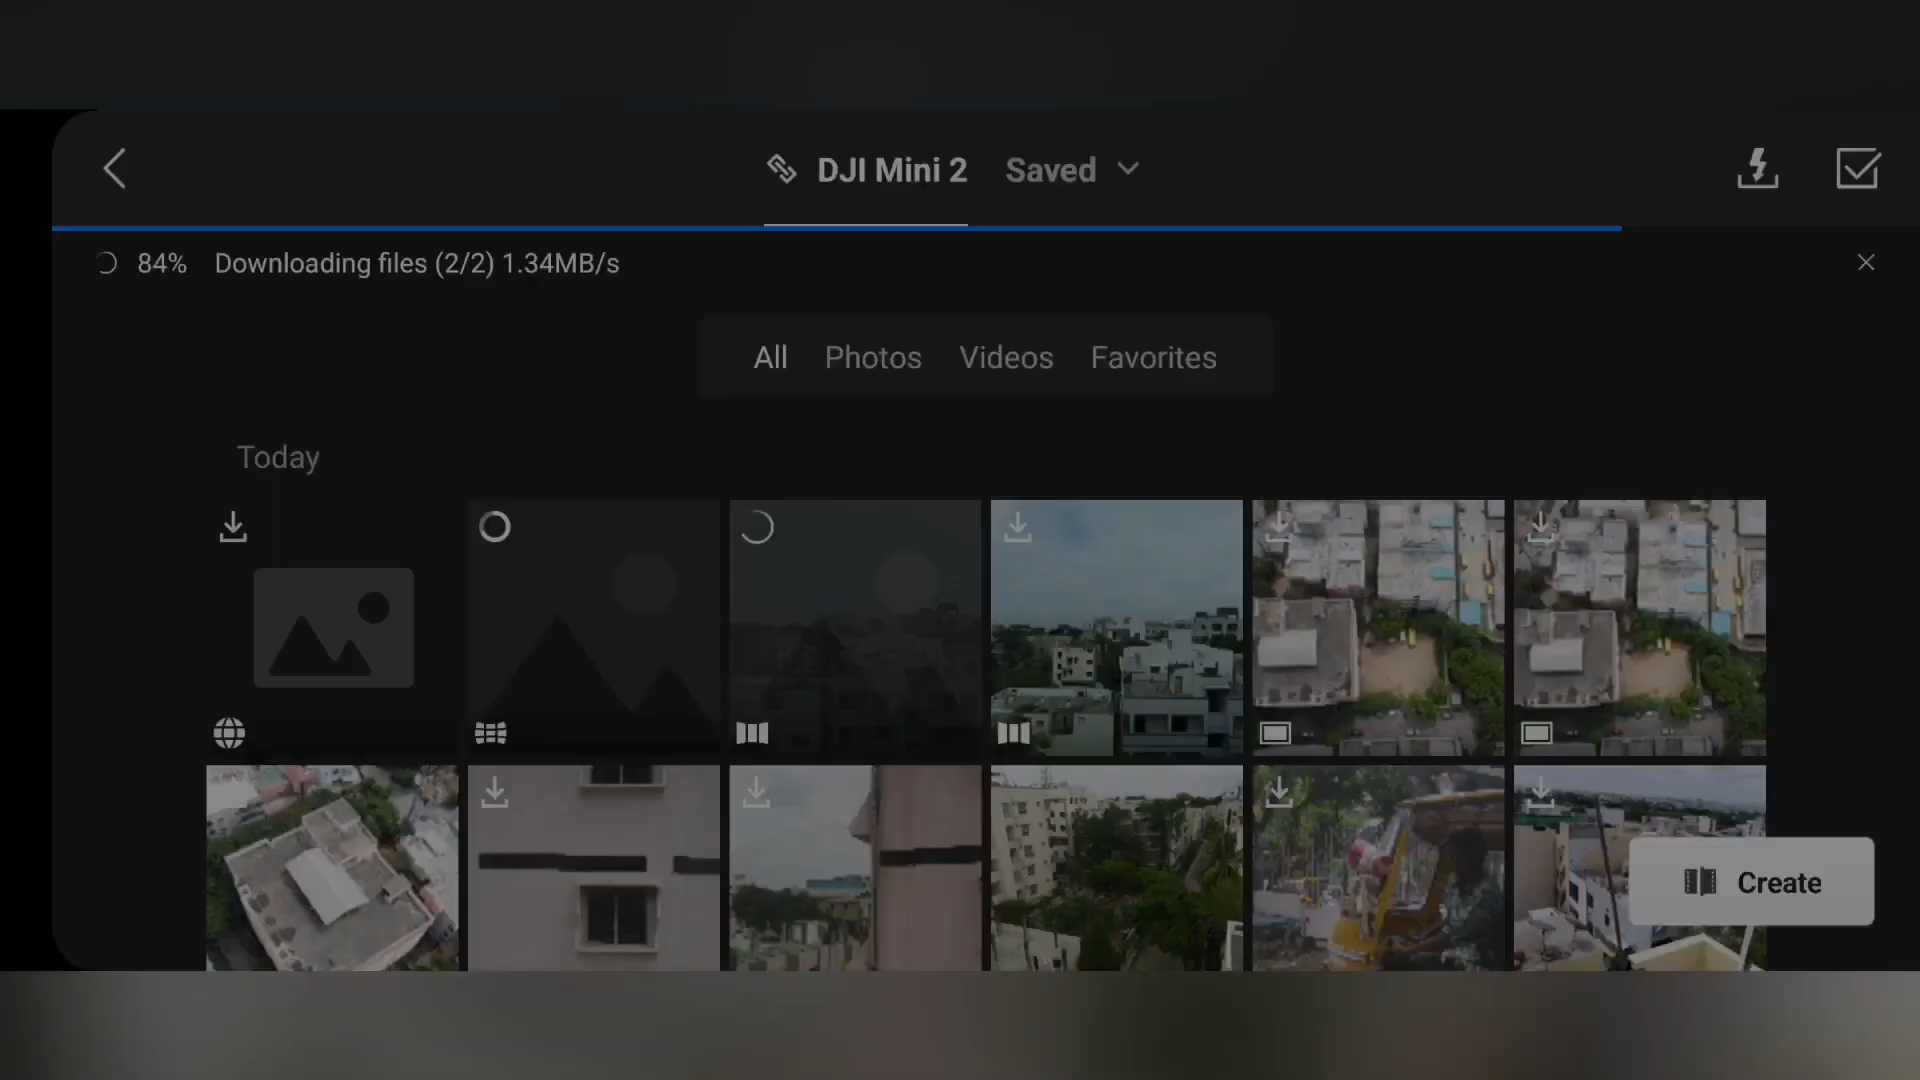 DJI Mini 2 Saved
84% Downloading files (2/2) 1.34MB/s
All Photos Videos Favorites
Today
Create